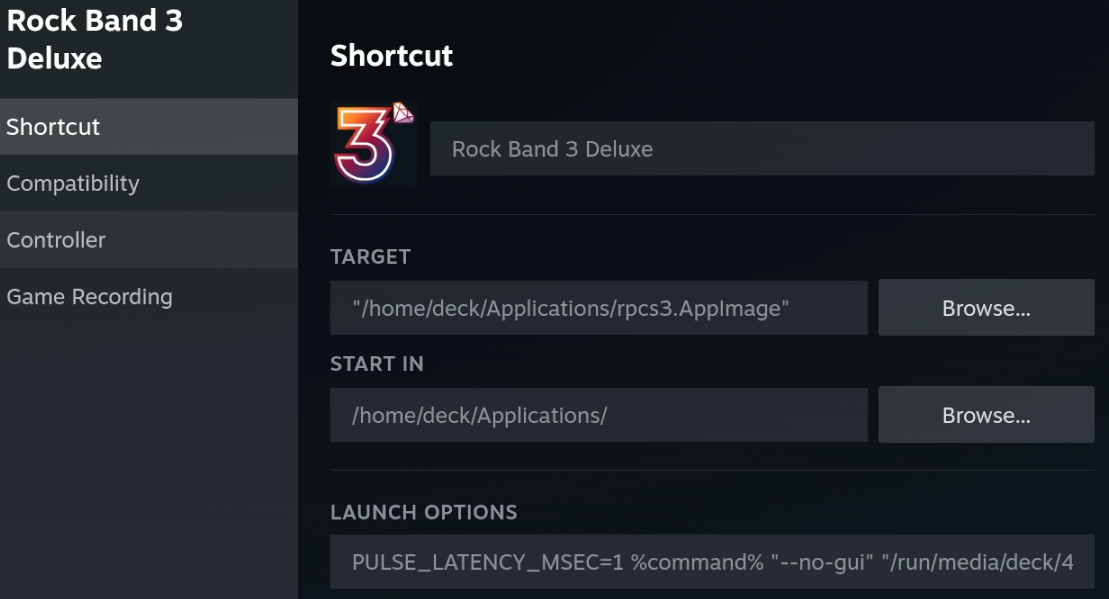 Rock Band 3
Deluxe
Shortcut
Compatibility
Controller
Game Recording
Shortcut
3
Rock Band 3 Deluxe
TARGET
"/home/deck/Applications/rpcs3.AppImage"
Browse...
START IN
/home/deck/Applications/
Browse...
LAUNCH OPTIONS
PULSE_LATENCY_MSEC=1 %command% "--no-gui" "/run/media/deck/4